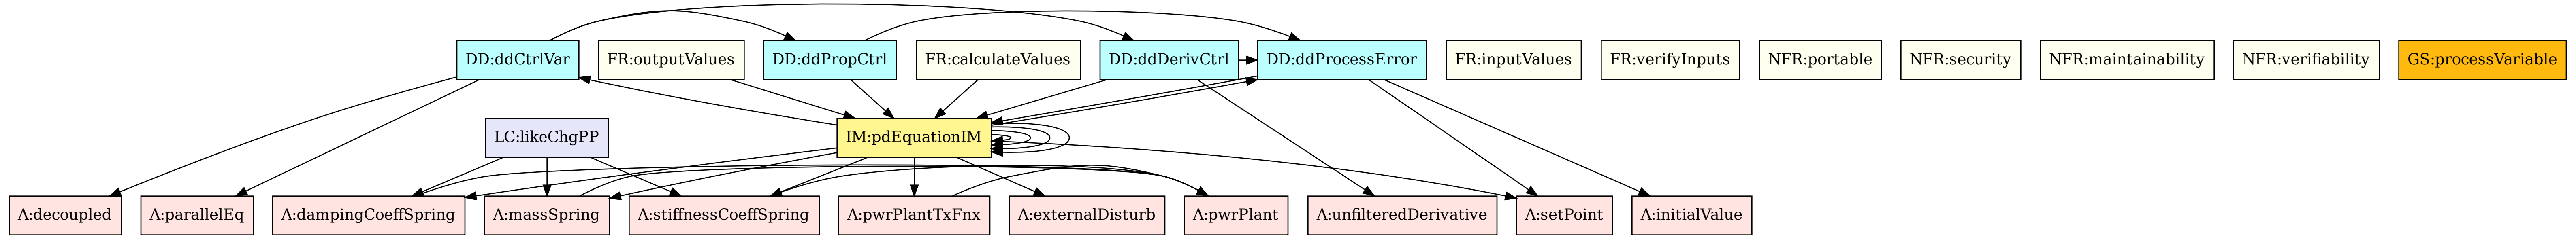 DD:ddCtrlVar
FR:outputValues
DD:ddPropCtrl
FR:calculateValues
DD:ddDerivCtrl
DD:ddProcessError
FR:inputValues
FR:verifyInputs
NFR:portable
NFR:security
NFR:maintainability
NFR:verifiability
GS:processVariable
LC:likeChgPP
IM:pdEquationIM
A:decoupled
A:parallelEq
A:dampingCoeffSpring
A:massSpring
A:stiffnessCoeffSpring
A:pwrPlantTxFnx
A:externalDisturb
A:pwrPlant
A:unfilteredDerivative
A:setPoint
A:initialValue